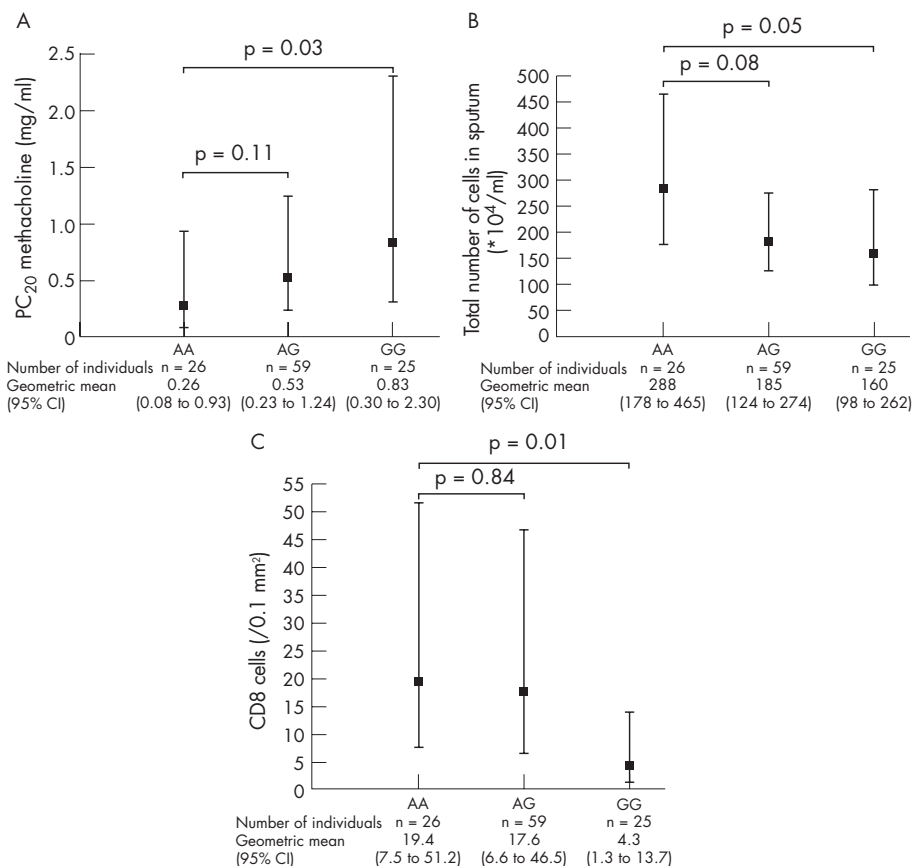 A
p = 0.03
p = 0.11
PC20 methacholine (mg/ml)
2.5
2.0
1.5
1.0
0.5
0
AA AG GG
Number of individuals n = 26 n = 59 n = 25
Geometric mean 0.26 0.53 0.83
(95% CI) (0.08 to 0.93) (0.23 to 1.24) (0.30 to 2.30)
B
p = 0.05
p = 0.08
Total number of cells in sputum
(*10⁴/ml)
500
450
400
350
300
250
200
150
100
50
0
AA AG GG
Number of individuals n = 26 n = 59 n = 25
Geometric mean 288 185 160
(95% CI) (178 to 465) (124 to 274) (98 to 262)
C
p = 0.01
p = 0.84
CD8 cells (/0.1 mm²)
55
50
45
40
35
30
25
20
15
10
5
0
AA AG GG
Number of individuals n = 26 n = 59 n = 25
Geometric mean 19.4 17.6 4.3
(95% CI) (7.5 to 51.2) (6.6 to 46.5) (1.3 to 13.7)